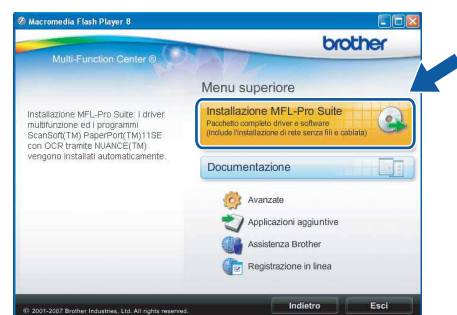 Macromedia Flash Player 8
brother
Multi-Function Center ®
Menu superiore
Installazione MFL-Pro Suite: i driver
multifunzione ed i programmi
ScanSoft(TM) PaperPort(TM)11SE
con OCR tramite NUANCE(TM)
vengono installati automaticamente.
Installazione MFL-Pro Suite
Pacchetto completo driver e software
(Include l'installazione di rete senza fili e cablata)
Documentazione
Avanzate
Applicazioni aggiuntive
Assistenza Brother
Registrazione in linea
© 2001-2007 Brother Industries, Ltd. All rights reserved.
Indietro
Esci